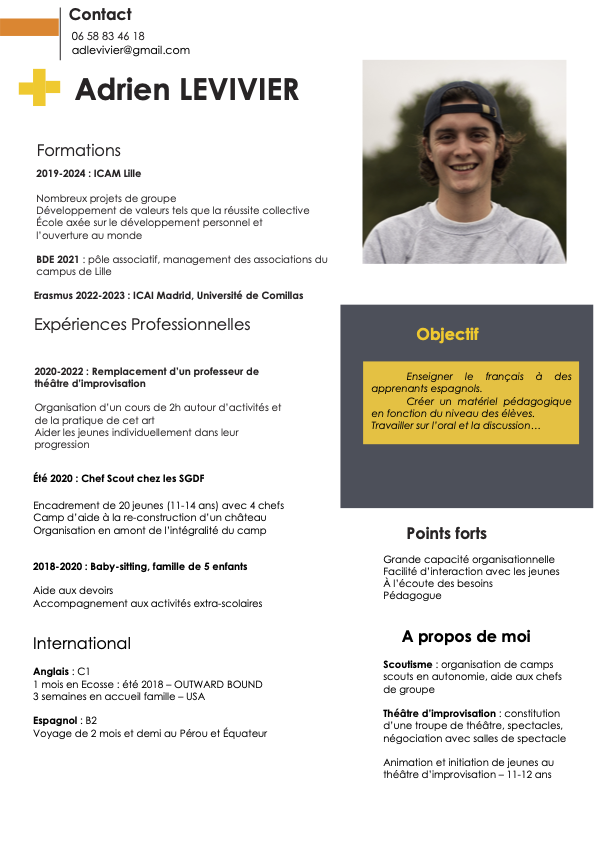 Contact
06 58 83 46 18
adlevivier@gmail.com
Adrien LEVIVIER
Formations
2019-2024 : ICAM Lille
Nombreux projets de groupe
Développement de valeurs tels que la réussite collective
École axée sur le développement personnel et
l'ouverture au monde
BDE 2021 : pôle associatif, management des associations du
campus de Lille
Erasmus 2022-2023 : ICAI Madrid, Université de Comillas
Expériences Professionnelles
2020-2022 : Remplacement d'un professeur de
théâtre d'improvisation
Organisation d'un cours de 2h autour d'activités et
de la pratique de cet art
Aider les jeunes individuellement dans leur
progression
Été 2020 : Chef Scout chez les SGDF
Encadrement de 20 jeunes (11-14 ans) avec 4 chefs
Camp d'aide à la re-construction d'un château
Organisation en amont de l'intégralité du camp
2018-2020 : Baby-sitting, famille de 5 enfants
Aide aux devoirs
Accompagnement aux activités extra-scolaires
International
Anglais : C1
1 mois en Ecosse : été 2018 – OUTWARD BOUND
3 semaines en accueil famille – USA
Espagnol : B2
Voyage de 2 mois et demi au Pérou et Équateur
Objectif
Enseigner le français à des
apprenants espagnols.
Créer un matériel pédagogique
en fonction du niveau des élèves.
Travailler sur l'oral et la discussion…
Points forts
Grande capacité organisationnelle
Facilité d'interaction avec les jeunes
À l'écoute des besoins
Pédagogue
A propos de moi
Scoutisme : organisation de camps
scouts en autonomie, aide aux chefs
de groupe
Théâtre d'improvisation : constitution
d'une troupe de théâtre, spectacles,
négociation avec salles de spectacle
Animation et initiation de jeunes au
théâtre d'improvisation – 11-12 ans